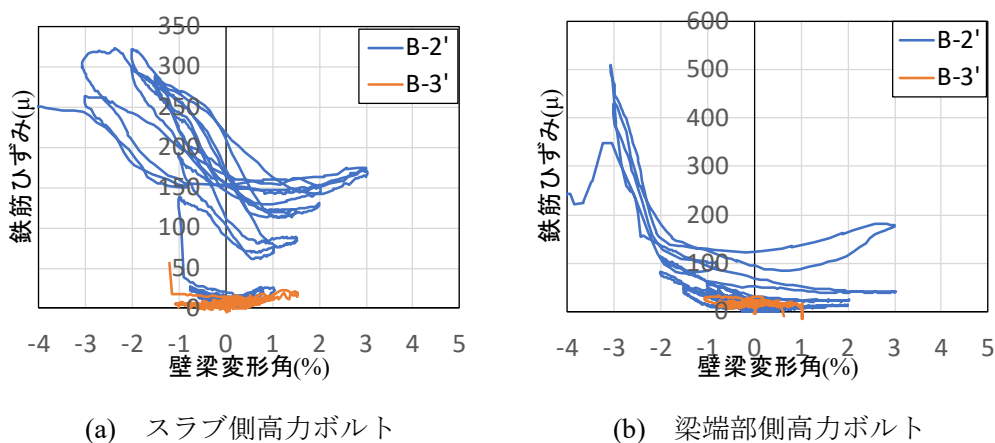 350
300
250
200
150
100
50
0
-4 -3 -2 -1 0 1 2 3 4 5
鉄筋ひずみ(μ)
壁梁変形角(%)
B-2'
B-3'
(a) スラブ側高力ボルト
600
500
400
300
200
100
0
-4 -3 -2 -1 0 1 2 3 4 5
鉄筋ひずみ(μ)
壁梁変形角(%)
B-2'
B-3'
(b) 梁端部側高力ボルト